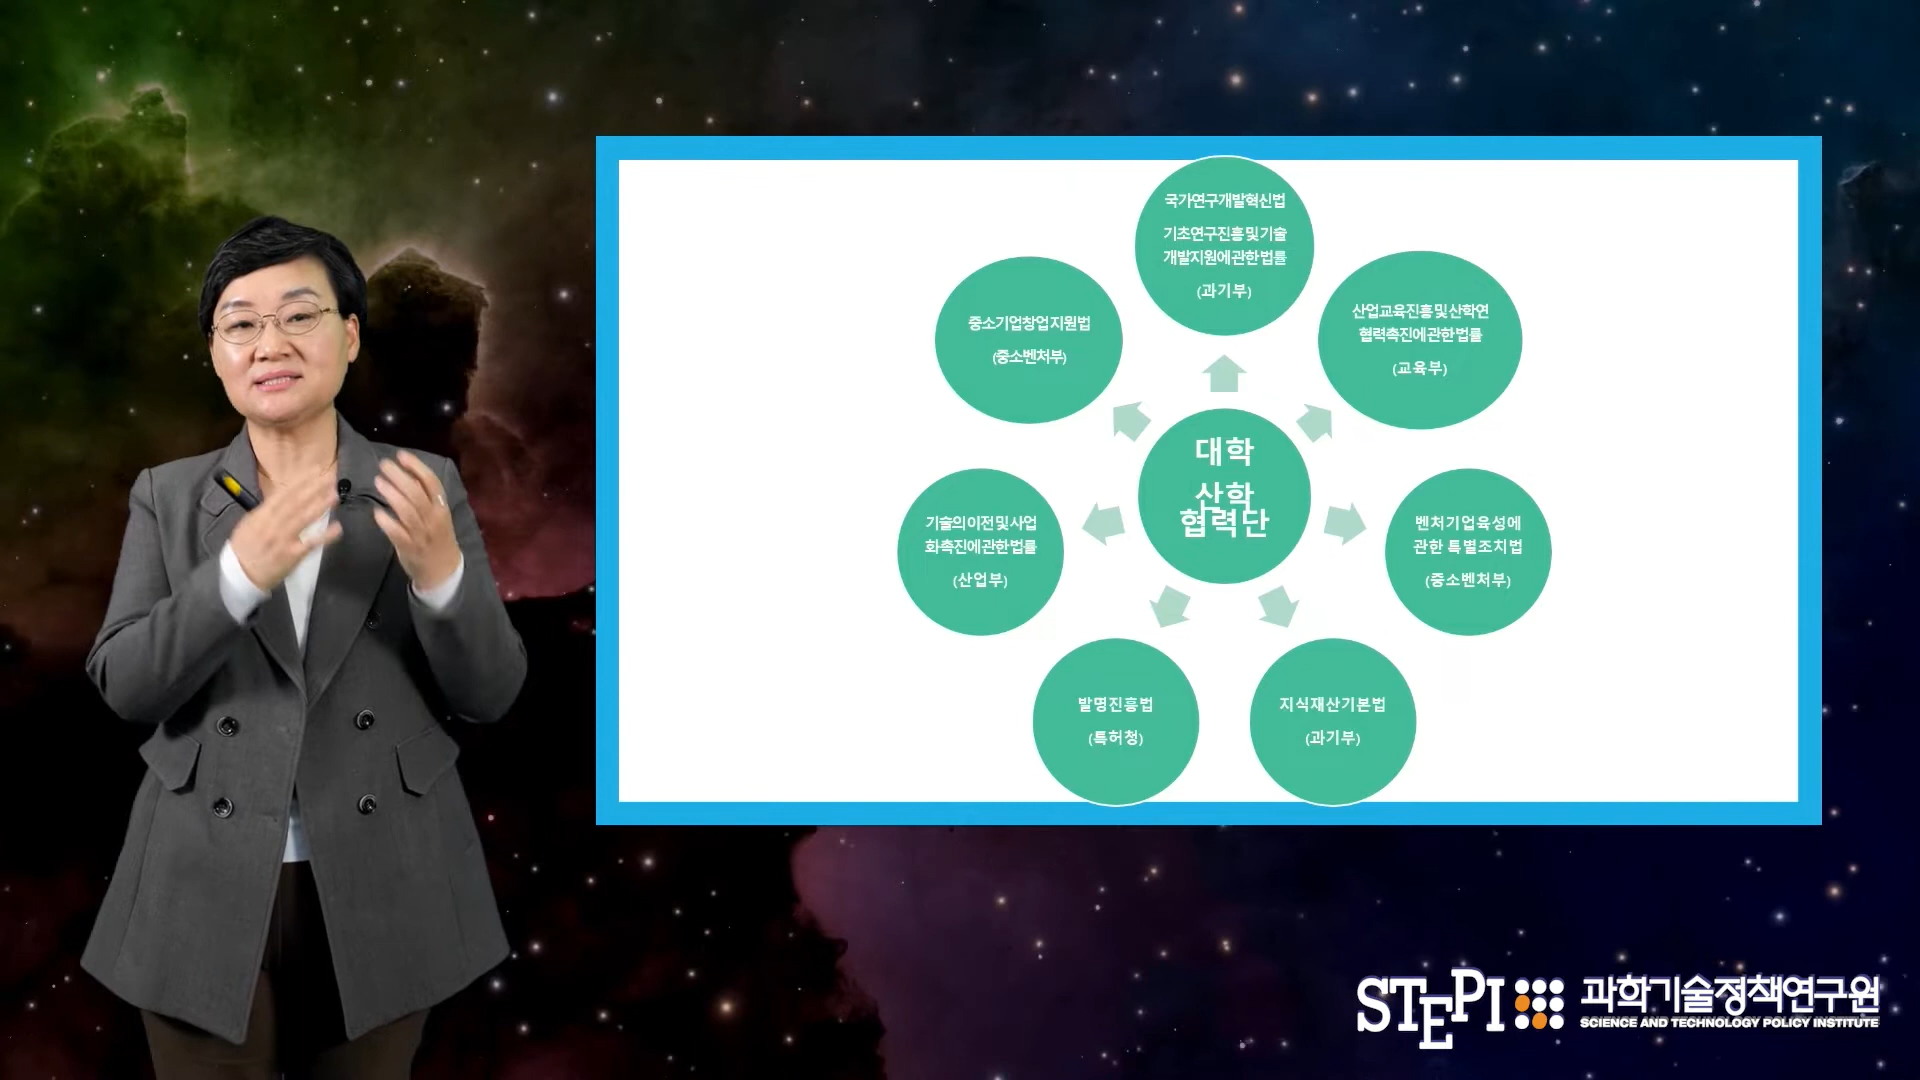 국가연구개발혁신법
기초연구진흥및기술
개발지원에관한법률
(과기부)
산업교육진흥및산학연
협력촉진에관한법률
(교육부)
벤처기업육성에
관한 특별조치법
(중소벤처부)
지식재산기본법
(과기부)
발명진흥법
(특허청)
기술의이전및사업
화촉진에관한법률
(산업부)
중소기업창업지원법
(중소벤처부)
대학
산학
협력단
STEPI 과학기술정책연구원
SCIENCE AND TECHNOLOGY POLICY INSTITUTE